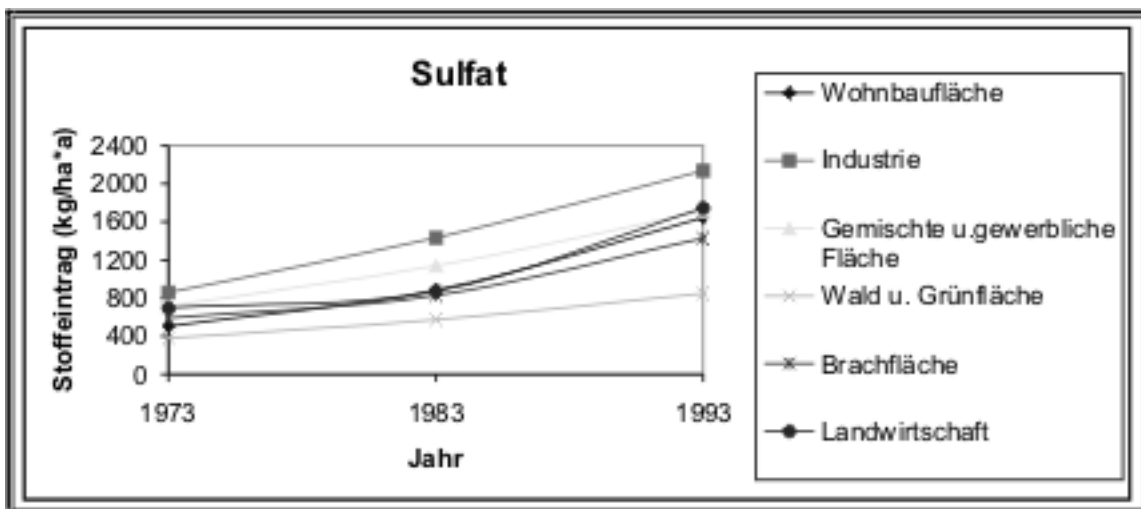 Sulfat
Stoffeintrag (kg/ha*a)
2400
2000
1600
1200
800
400
0
1973 1983 1993
Jahr
Wohnbaufläche
Industrie
Gemischte u.gewerbliche
Fläche
Wald u. Grünfläche
Brachfläche
Landwirtschaft